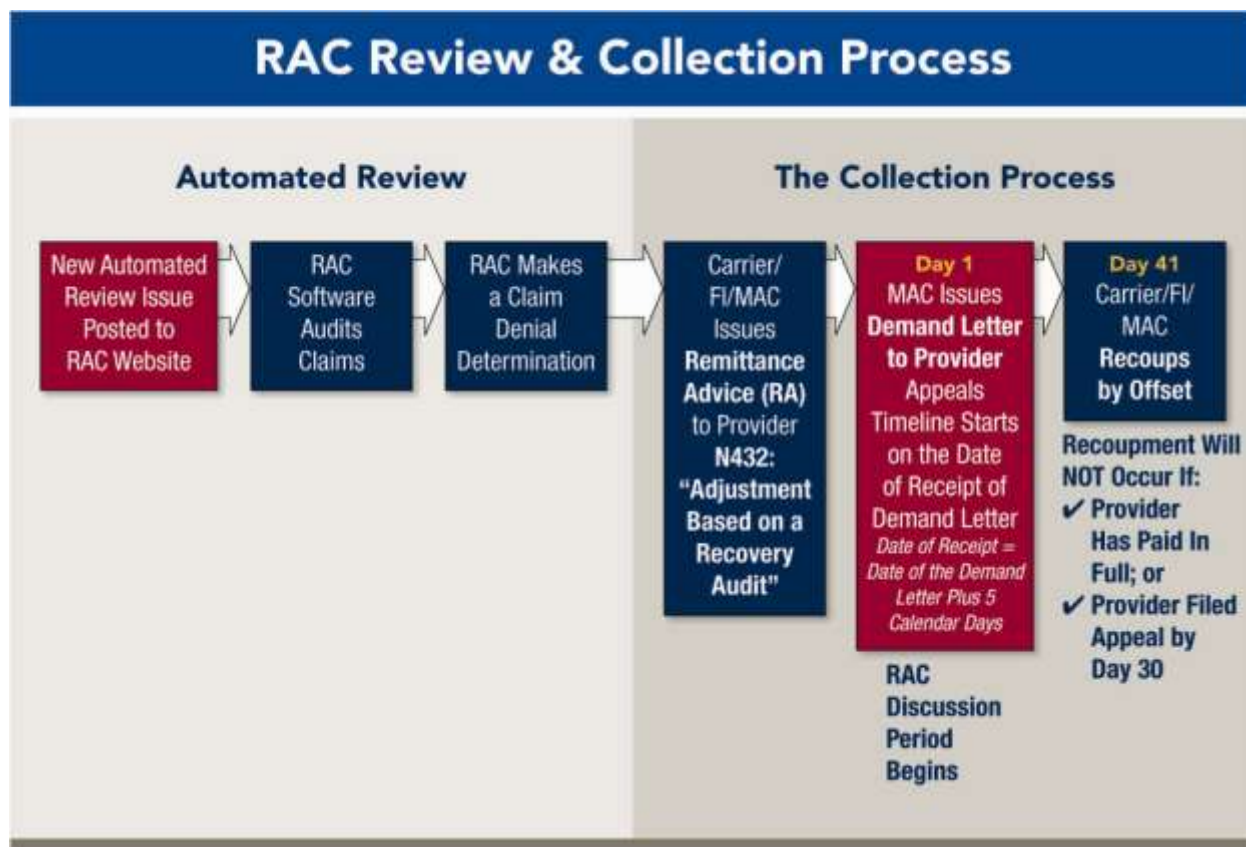 RAC Review & Collection Process
Automated Review
New Automated
Review Issue
Posted to
RAC Website
RAC
Software
Audits
Claims
RAC Makes
a Claim
Denial
Determination
The Collection Process
Carrier/
FI/MAC
Issues
Remittance
Advice (RA)
to Provider
N432:
“Adjustment
Based on a
Recovery
Audit”
Day 1
MAC Issues
Demand Letter
to Provider
Appeals
Timeline Starts
on the Date
of Receipt of
Demand Letter
Date of Receipt =
Date of the Demand
Letter Plus 5
Calendar Days
RAC
Discussion
Period
Begins
Day 41
Carrier/FI/
MAC
Recoups
by Offset
Recoupment Will
NOT Occur If:
✔ Provider
Has Paid In
Full; or
✔ Provider Filed
Appeal by
Day 30